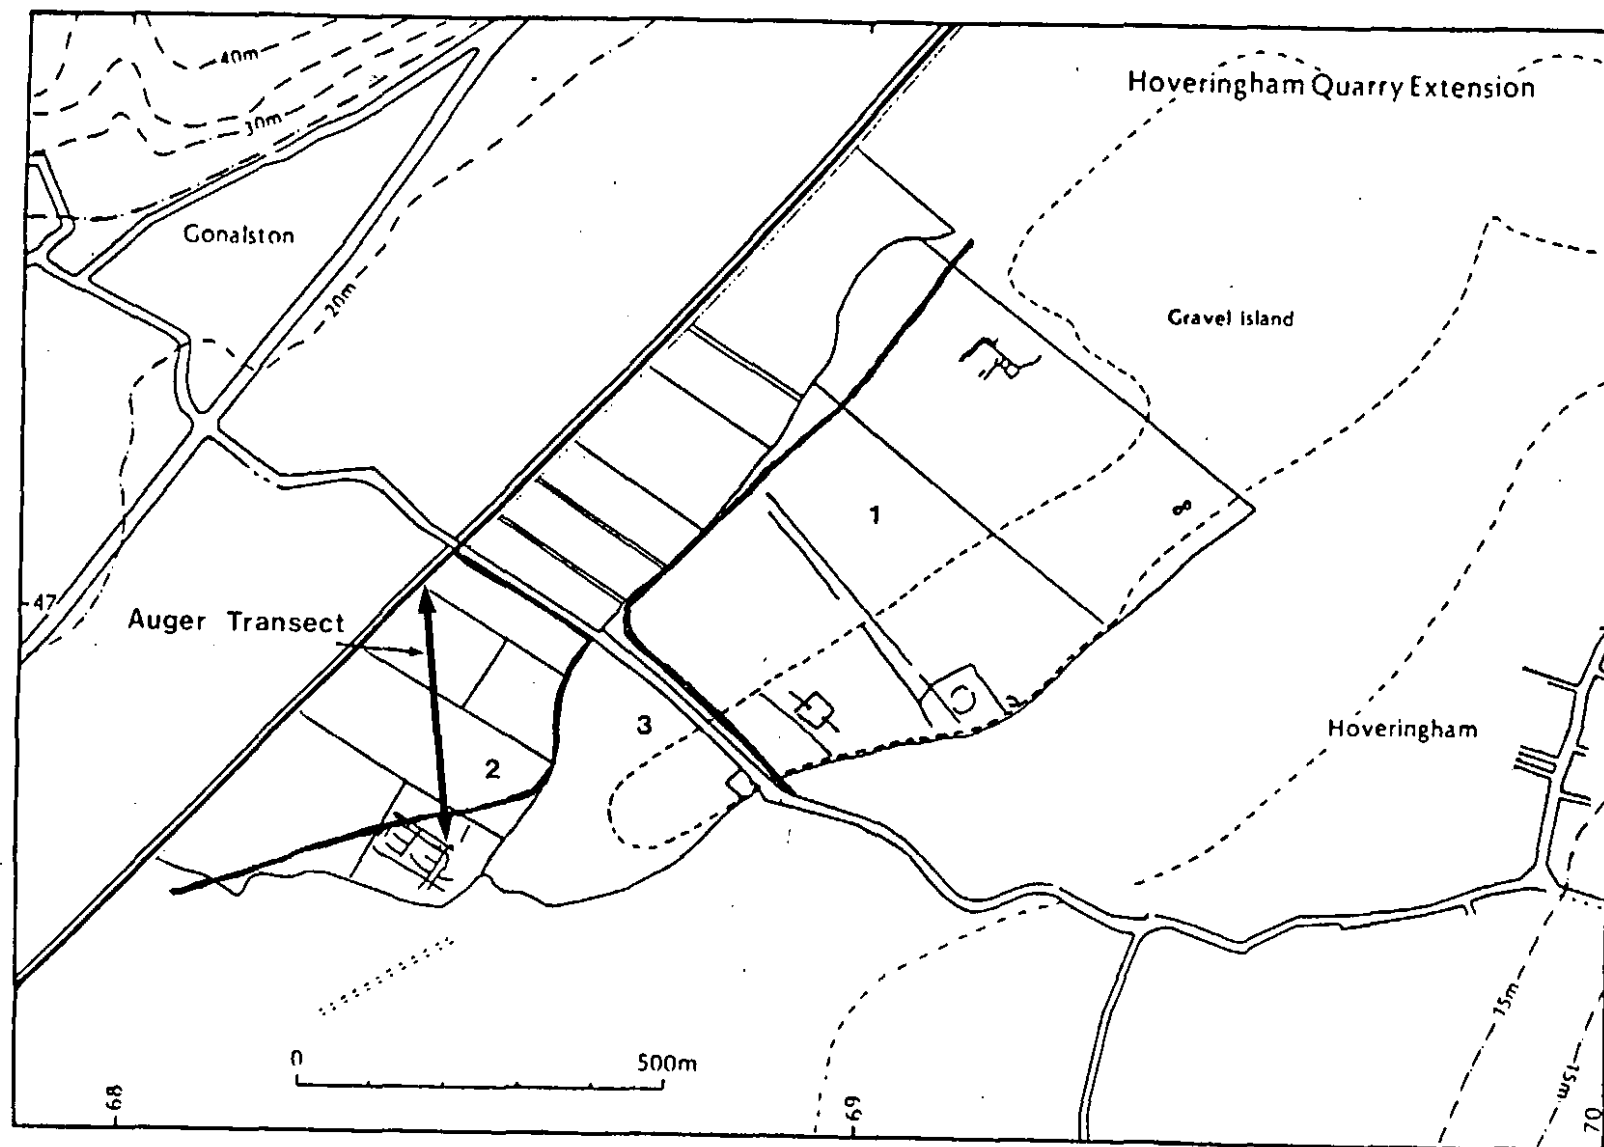 40m
Hoveringham Quarry Extension
30m
Gonalston
20m
Gravel Island
1
47
Auger Transect
3
Hoveringham
2
15m
0 500m
15m
68
69
70